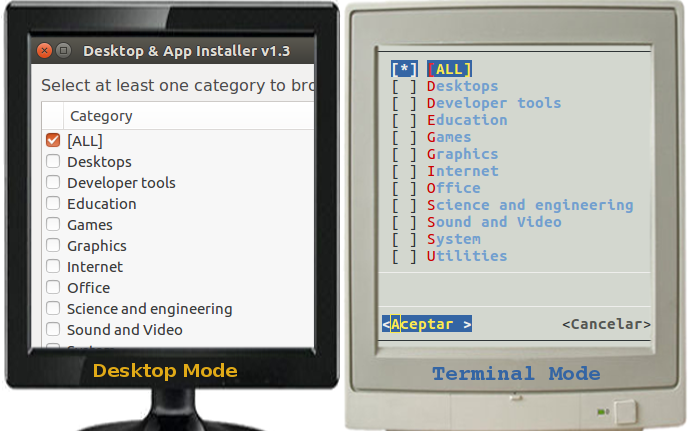 Desktop & App Installer v1.3
Select at least one category to bro
Category
[ALL]
Desktops
Developer tools
Education
Games
Graphics
Internet
Office
Science and engineering
Sound and Video
Desktop Mode
[*] [ALL]
[ ] Desktops
[ ] Developer tools
[ ] Education
[ ] Games
[ ] Graphics
[ ] Internet
[ ] Office
[ ] Science and engineering
[ ] Sound and Video
[ ] System
[ ] Utilities
<Aceptar > <Cancelar>
Terminal Mode